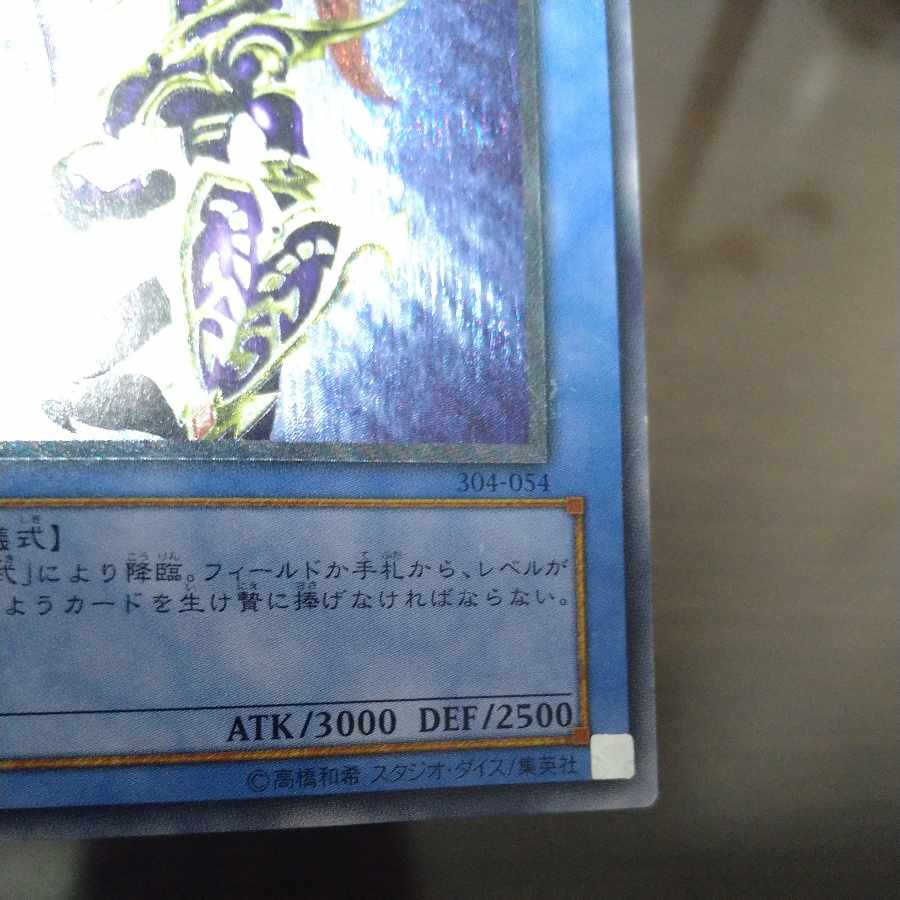 304-054
儀式】
式」により降臨。フィールドか手札から、レベルが
ようカードを生け贄に捧げなければならない。
ATK/3000 DEF/2500
©高橋和希 スタジオ・ダイス/集英社